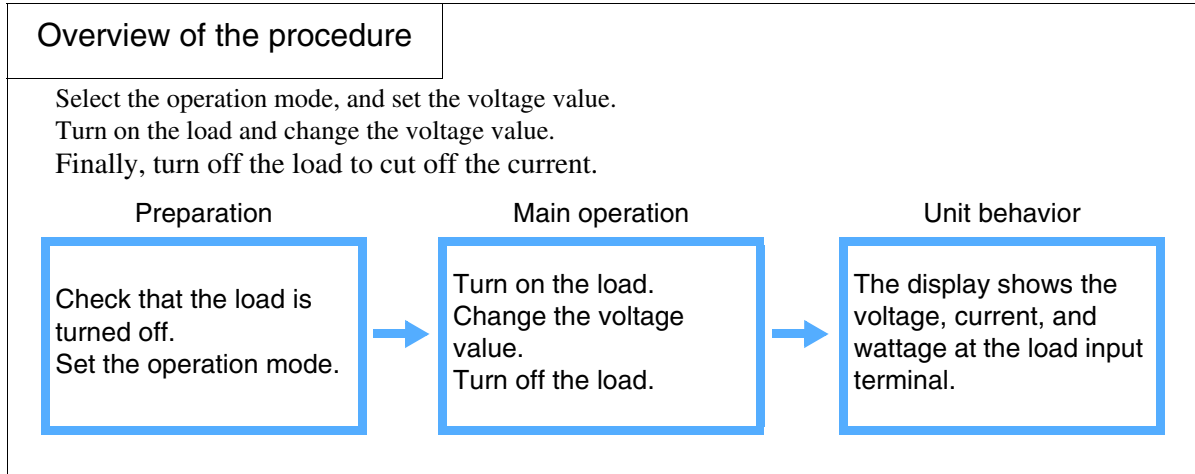 Overview of the procedure
Select the operation mode, and set the voltage value.
Turn on the load and change the voltage value.
Finally, turn off the load to cut off the current.
Preparation
Check that the load is
turned off.
Set the operation mode.
Main operation
Turn on the load.
Change the voltage
value.
Turn off the load.
Unit behavior
The display shows the
voltage, current, and
wattage at the load input
terminal.